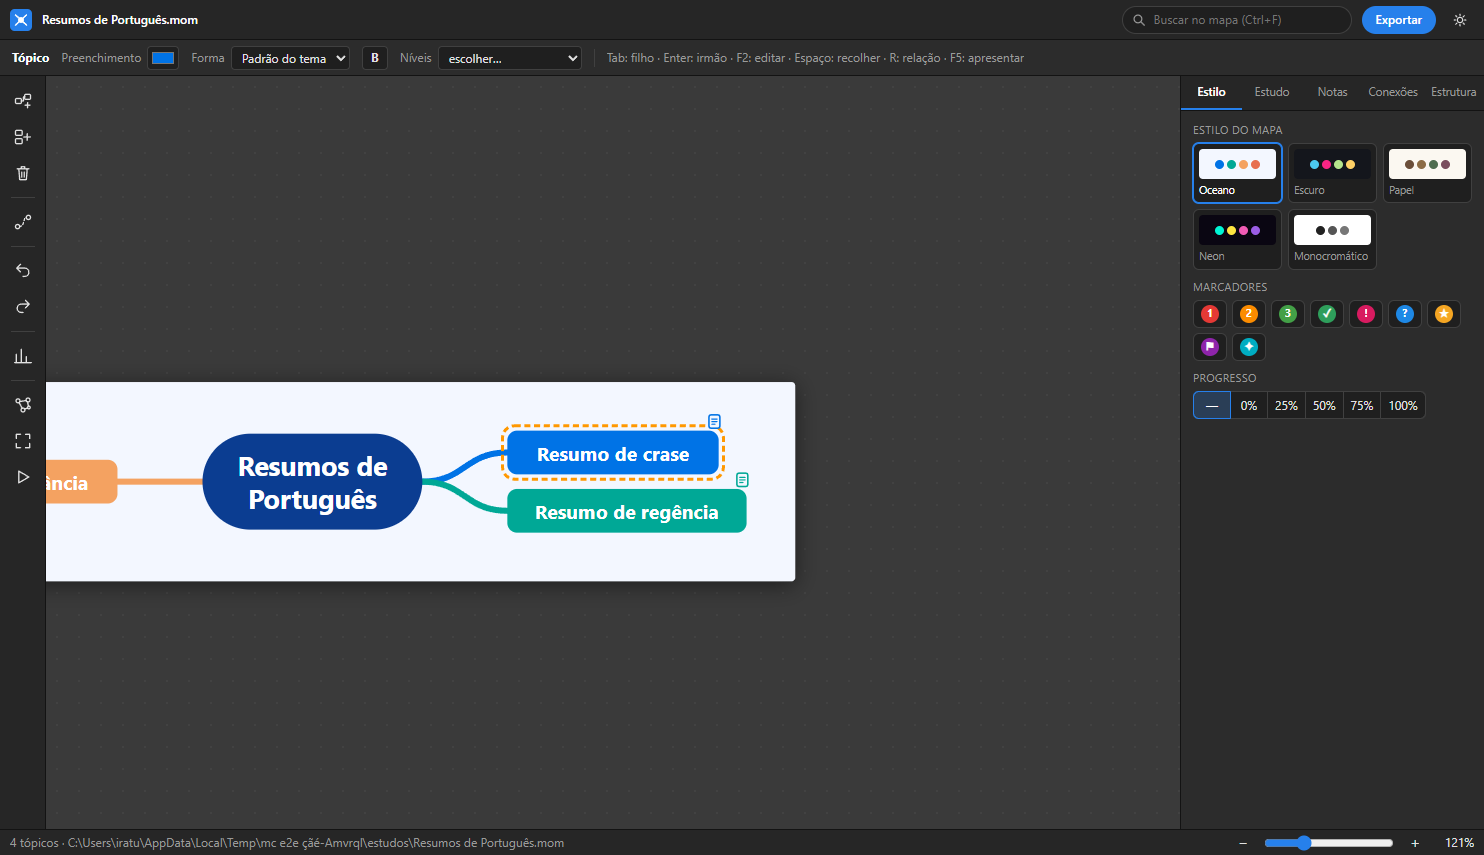 Resumos de Português.mom
Buscar no mapa (Ctrl+F)
Exportar
Tópico
Preenchimento
Forma
Padrão do tema
B
Níveis
escolher...
Tab: filho · Enter: irmão · F2: editar · Espaço: recolher · R: relação · F5: apresentar
Estilo
Estudo
Notas
Conexões
Estrutura
ESTILO DO MAPA
Oceano
Escuro
Papel
Neon
Monocromático
MARCADORES
1
2
3
!
?
PROGRESSO
—
0%
25%
50%
75%
100%
ância
Resumos de
Português
Resumo de crase
Resumo de regência
4 tópicos · C:\Users\iratu\AppData\Local\Temp\mc e2e çãé-Amvrql\estudos\Resumos de Português.mom
−
+
121%